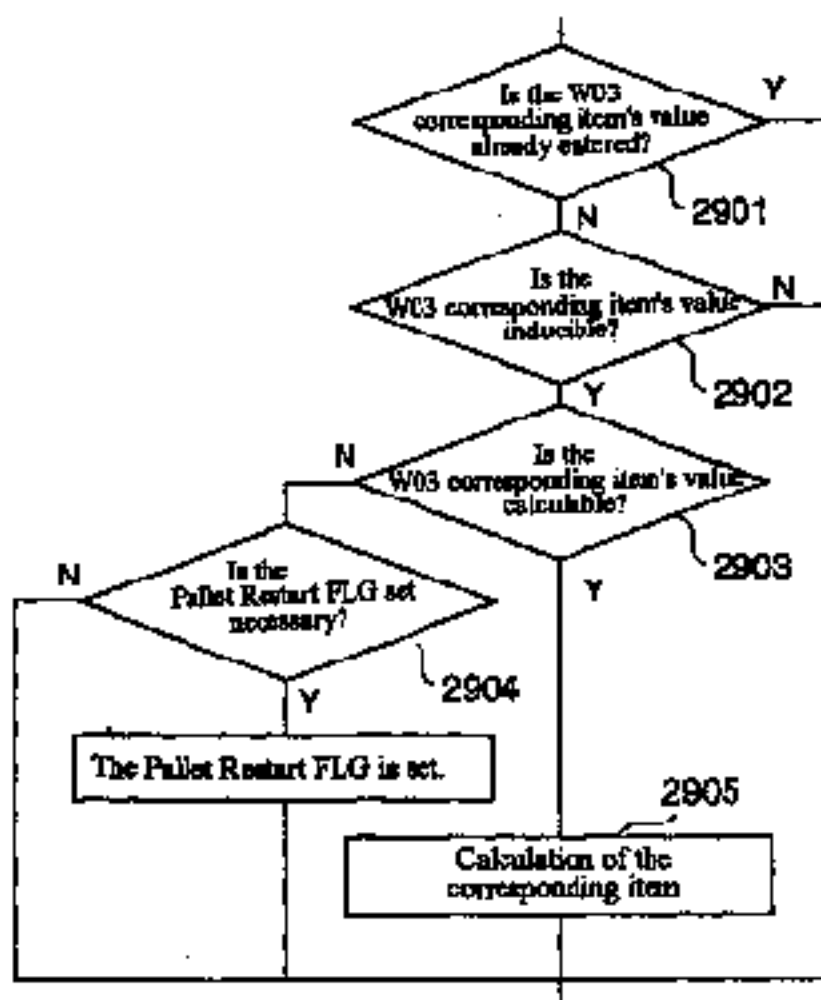 Is the W03
corresponding item's value
already entered?
Y
2901
N
Is the
W03 corresponding item's value
inducible?
N
2902
Y
Is the
W03 corresponding item's value
calculable?
N
2903
Y
Is the
Pallet Restart FLG set
necessary?
N
2904
Y
The Pallet Restart FLG is set.
2905
Calculation of the
corresponding item